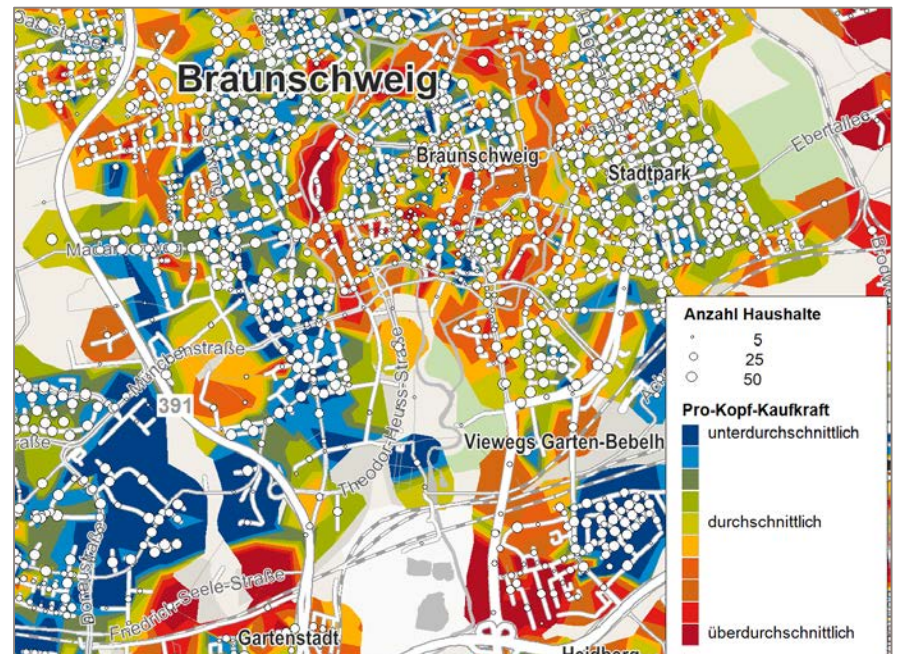 Braunschweig
Braunschweig
Stadtpark
Ebertallee
Münchenstraße
391
Theodor-Heuss-Straße
Viewegs Garten-Bebelh
Donaustraße
Friedrich-Seele-Straße
Gartenstadt
Heidberg
Anzahl Haushalte
5
25
50
Pro-Kopf-Kaufkraft
unterdurchschnittlich
durchschnittlich
überdurchschnittlich